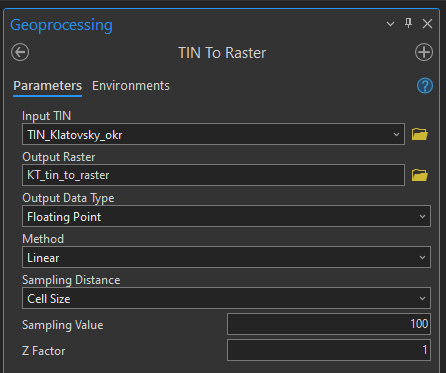 Geoprocessing
TIN To Raster
Parameters Environments
Input TIN
TIN_Klatovsky_okr
Output Raster
KT_tin_to_raster
Output Data Type
Floating Point
Method
Linear
Sampling Distance
Cell Size
Sampling Value 100
Z Factor 1